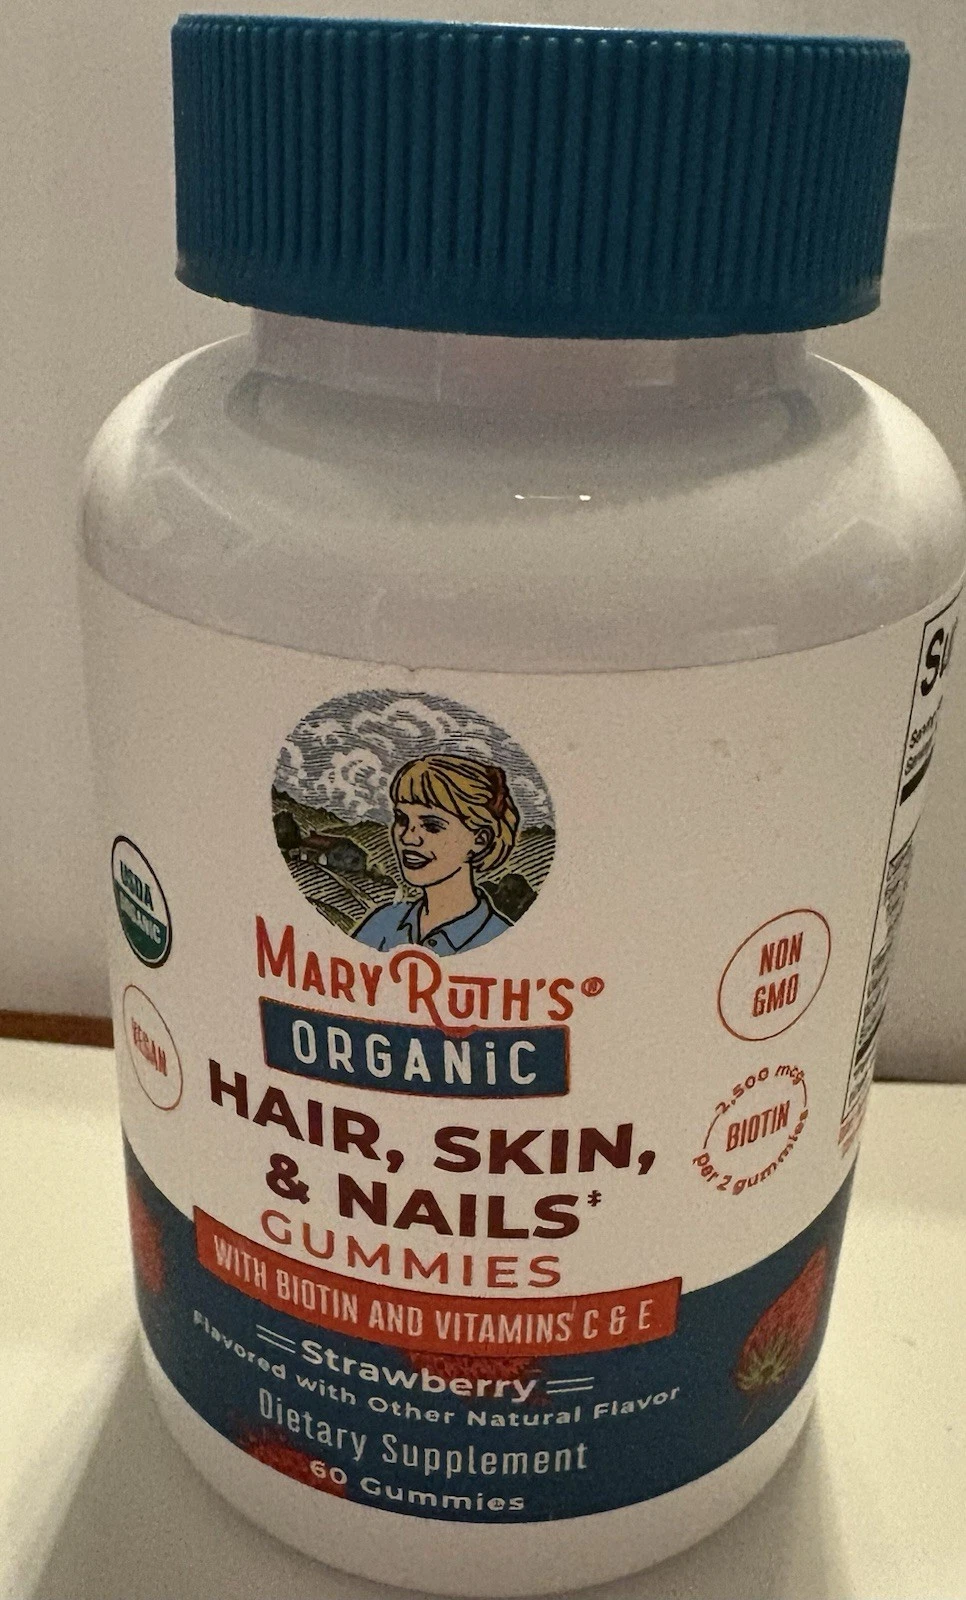 USDA
ORGANIC
VEGAN
MARY RUTH'S®
ORGANiC
HAIR, SKIN,
& NAILS‡
GUMMIES
WITH BIOTIN AND VITAMINS C & E
Strawberry
Flavored with Other Natural Flavor
Dietary Supplement
60 Gummies
NON
GMO
2,500 mcg
BIOTIN
per 2 gummies